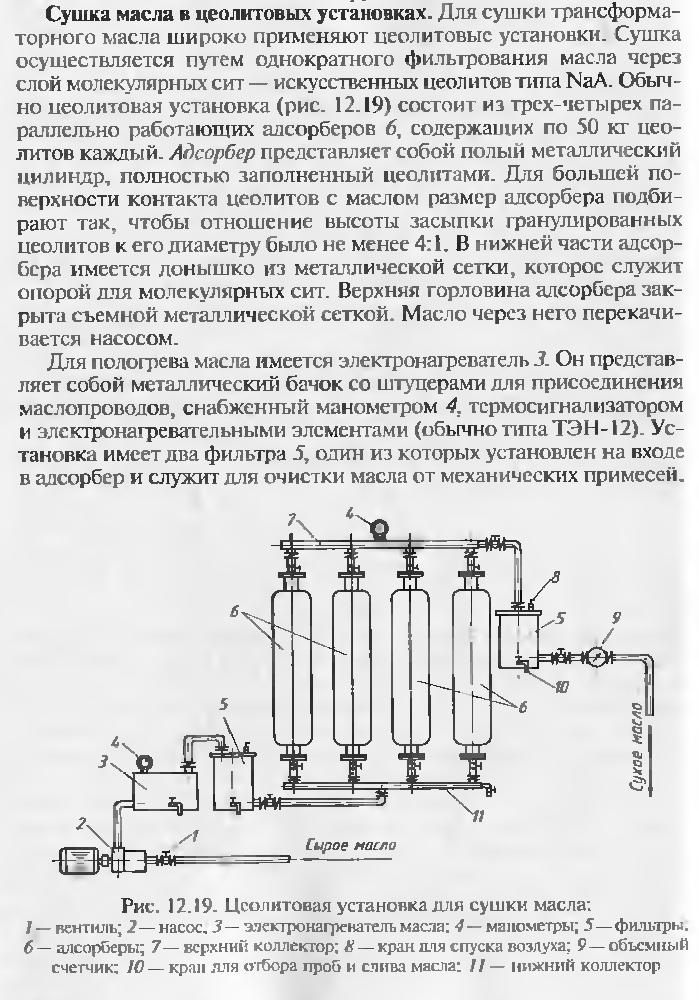 Сушка масла в цеолитовых установках. Для сушки трансформа-
торного масла широко применяют цеолитовые установки. Сушка
осуществляется путем однократного фильтрования масла через
слой молекулярных сит — искусственных цеолитов типа NaA. Обыч-
но цеолитовая установка (рис. 12.19) состоит из трех-четырех па-
раллельно работающих адсорберов 6, содержащих по 50 кг цео-
литов каждый. Адсорбер представляет собой полый металлический
цилиндр, полностью заполненный цеолитами. Для большей по-
верхности контакта цеолитов с маслом размер адсорбера подби-
рают так, чтобы отношение высоты засыпки гранулированных
цеолитов к его диаметру было не менее 4:1. В нижней части адсор-
бера имеется донышко из металлической сетки, которое служит
опорой для молекулярных сит. Верхняя горловина адсорбера зак-
рыта съемной металлической сеткой. Масло через него перекачи-
вается насосом.
Для подогрева масла имеется электронагреватель 3. Он представ-
ляет собой металлический бачок со штуцерами для присоединения
маслопроводов, снабженный манометром 4, термосигнализатором
и электронагревательными элементами (обычно типа ТЭН-12). Ус-
тановка имеет два фильтра 5, один из которых установлен на входе
в адсорбер и служит для очистки масла от механических примесей.
7
4
8
6
5
9
10
6
5
Сухое масло
4
3
11
2
1
Сырое масло
Рис. 12.19. Цеолитовая установка для сушки масла:
1 — вентиль; 2 — насос, 3 — электронагреватель масла; 4 — манометры; 5 — фильтры;
6 — адсорберы; 7 — верхний коллектор; 8 — кран для спуска воздуха; 9 — объемный
счетчик; 10 — кран для отбора проб и слива масла; 11 — нижний коллектор